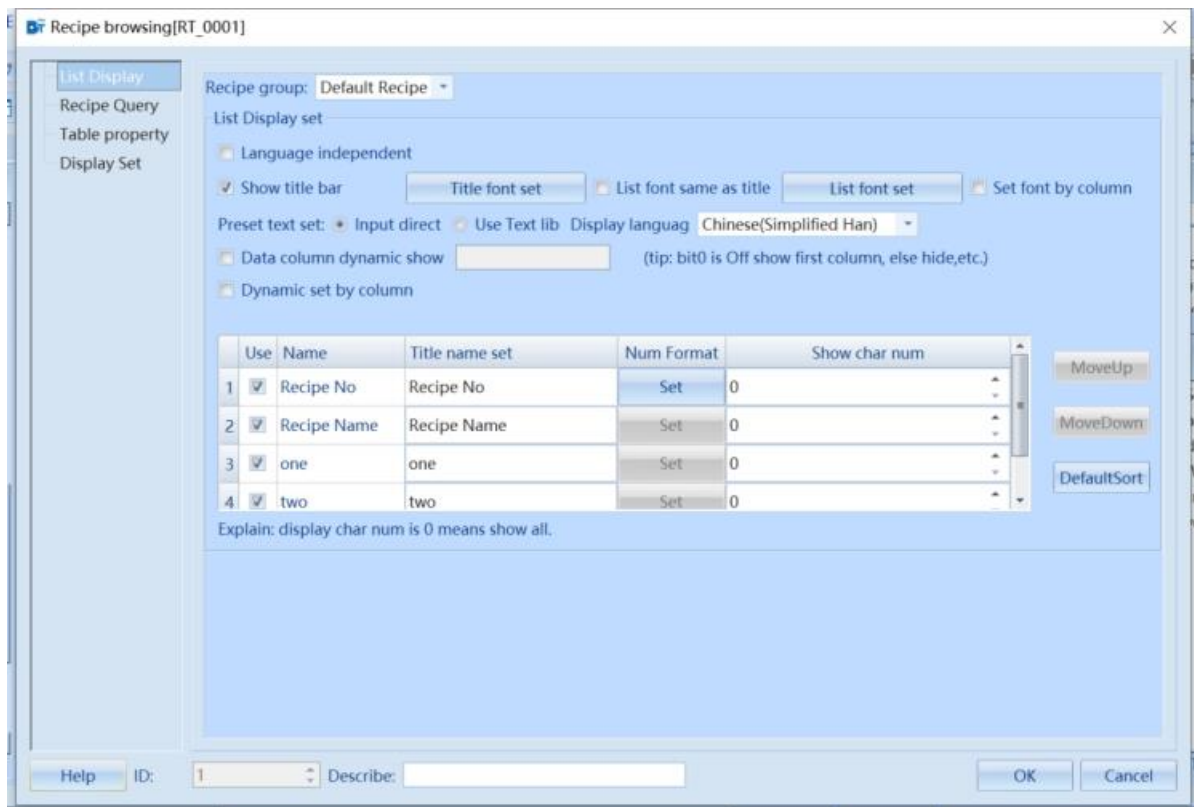 Recipe browsing[RT_0001]
List Display
Recipe Query
Table property
Display Set
Recipe group: Default Recipe
List Display set
Language independent
Show title bar Title font set List font same as title List font set Set font by column
Preset text set: Input direct Use Text lib Display languag Chinese(Simplified Han)
Data column dynamic show (tip: bit0 is Off show first column, else hide,etc.)
Dynamic set by column
Use Name Title name set Num Format Show char num
1 Recipe No Recipe No Set 0
2 Recipe Name Recipe Name Set 0
3 one one Set 0
4 two two Set 0
MoveUp
MoveDown
DefaultSort
Explain: display char num is 0 means show all.
Help ID: 1 Describe: OK Cancel